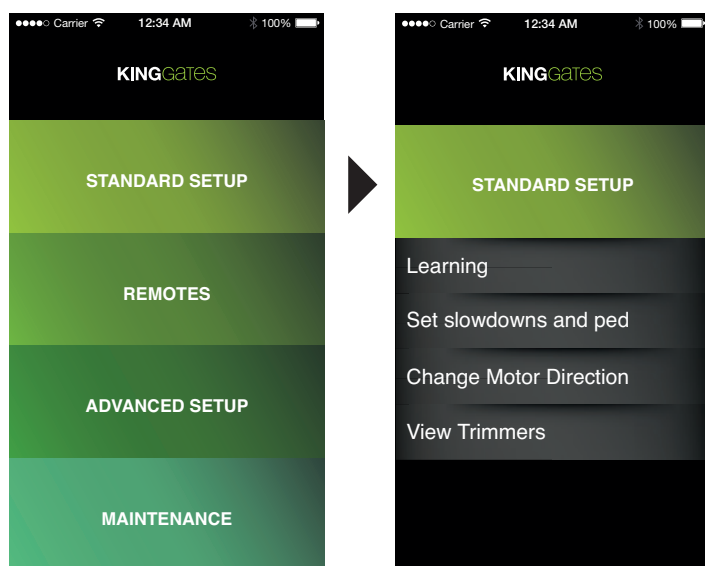 Carrier 12:34 AM 100%
KINGGATES
STANDARD SETUP
REMOTES
ADVANCED SETUP
MAINTENANCE
Carrier 12:34 AM 100%
KINGGATES
STANDARD SETUP
Learning
Set slowdowns and ped
Change Motor Direction
View Trimmers